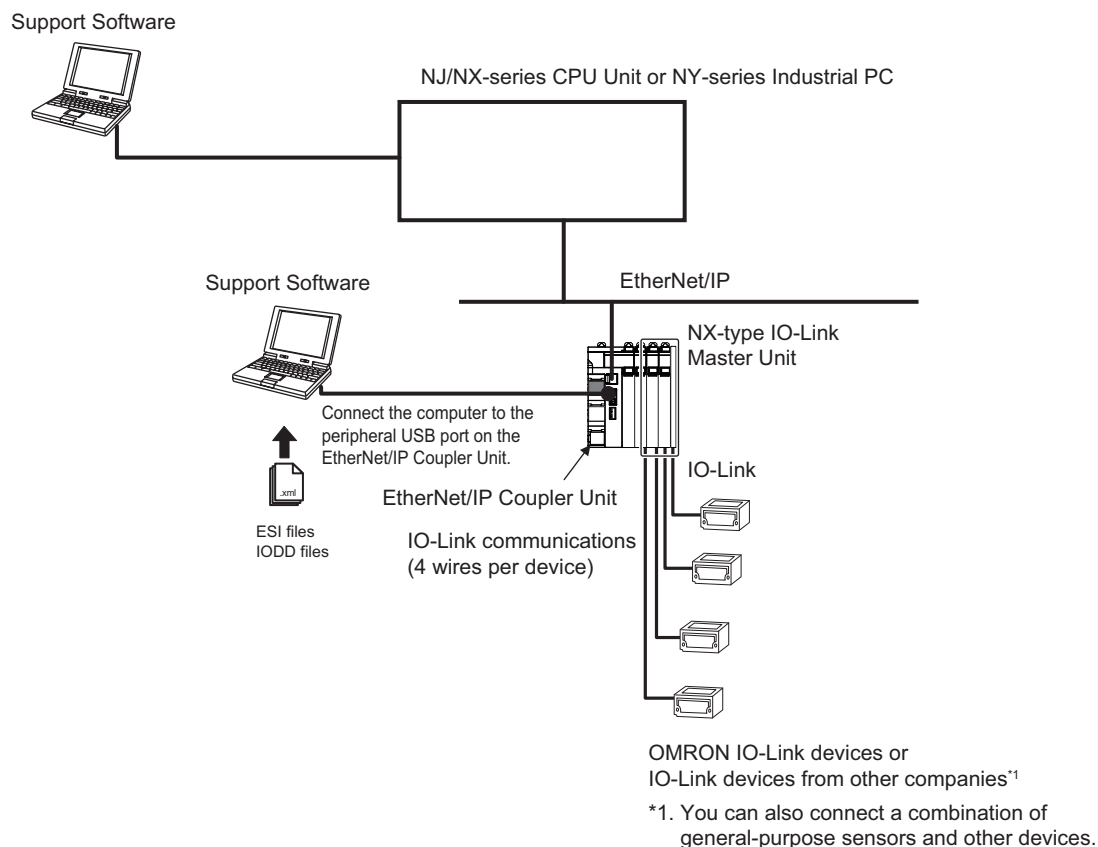 Support Software
NJ/NX-series CPU Unit or NY-series Industrial PC
EtherNet/IP
Support Software
NX-type IO-Link
Master Unit
Connect the computer to the
peripheral USB port on the
EtherNet/IP Coupler Unit.
IO-Link
.xml
EtherNet/IP Coupler Unit
ESI files
IODD files
IO-Link communications
(4 wires per device)
OMRON IO-Link devices or
IO-Link devices from other companies*1
*1. You can also connect a combination of
general-purpose sensors and other devices.